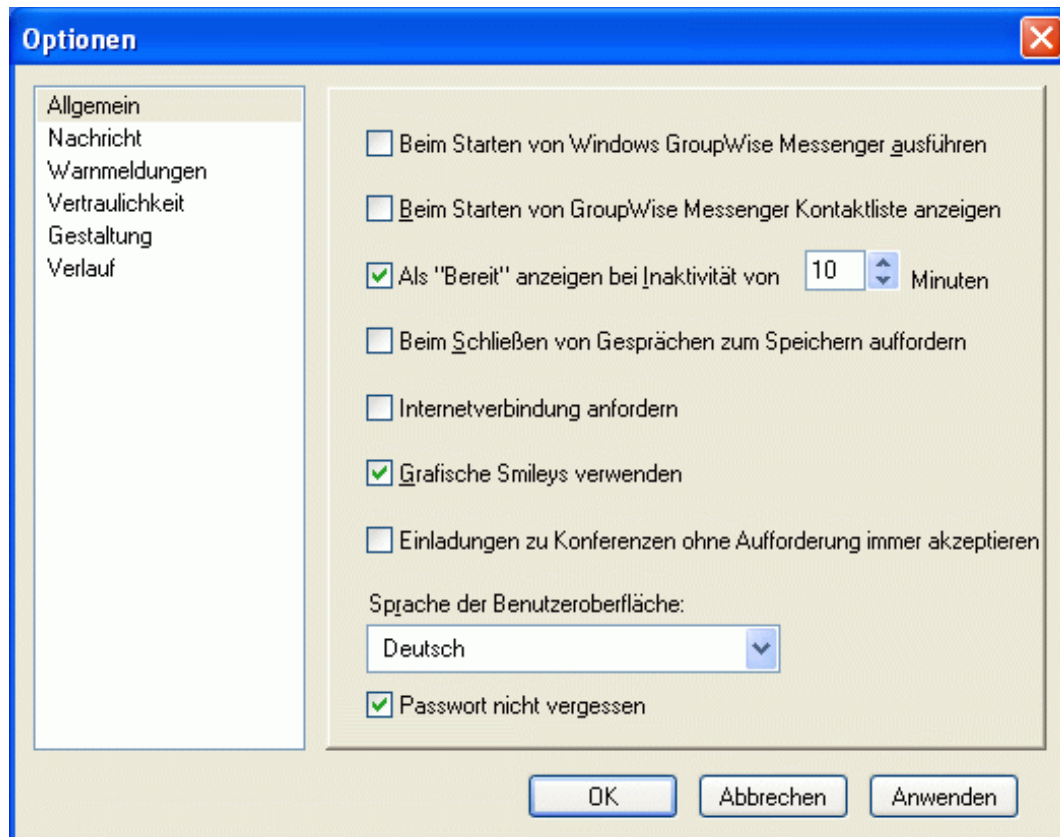 Optionen
Allgemein
Nachricht
Warnmeldungen
Vertraulichkeit
Gestaltung
Verlauf
Beim Starten von Windows GroupWise Messenger ausführen
Beim Starten von GroupWise Messenger Kontaktliste anzeigen
Als "Bereit" anzeigen bei Inaktivität von 10 Minuten
Beim Schließen von Gesprächen zum Speichern auffordern
Internetverbindung anfordern
Grafische Smileys verwenden
Einladungen zu Konferenzen ohne Aufforderung immer akzeptieren
Sprache der Benutzeroberfläche:
Deutsch
Passwort nicht vergessen
OK Abbrechen Anwenden